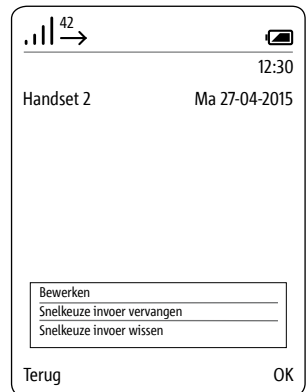 42
12:30
Handset 2 Ma 27-04-2015
Bewerken
Snelkeuze invoer vervangen
Snelkeuze invoer wissen
Terug OK